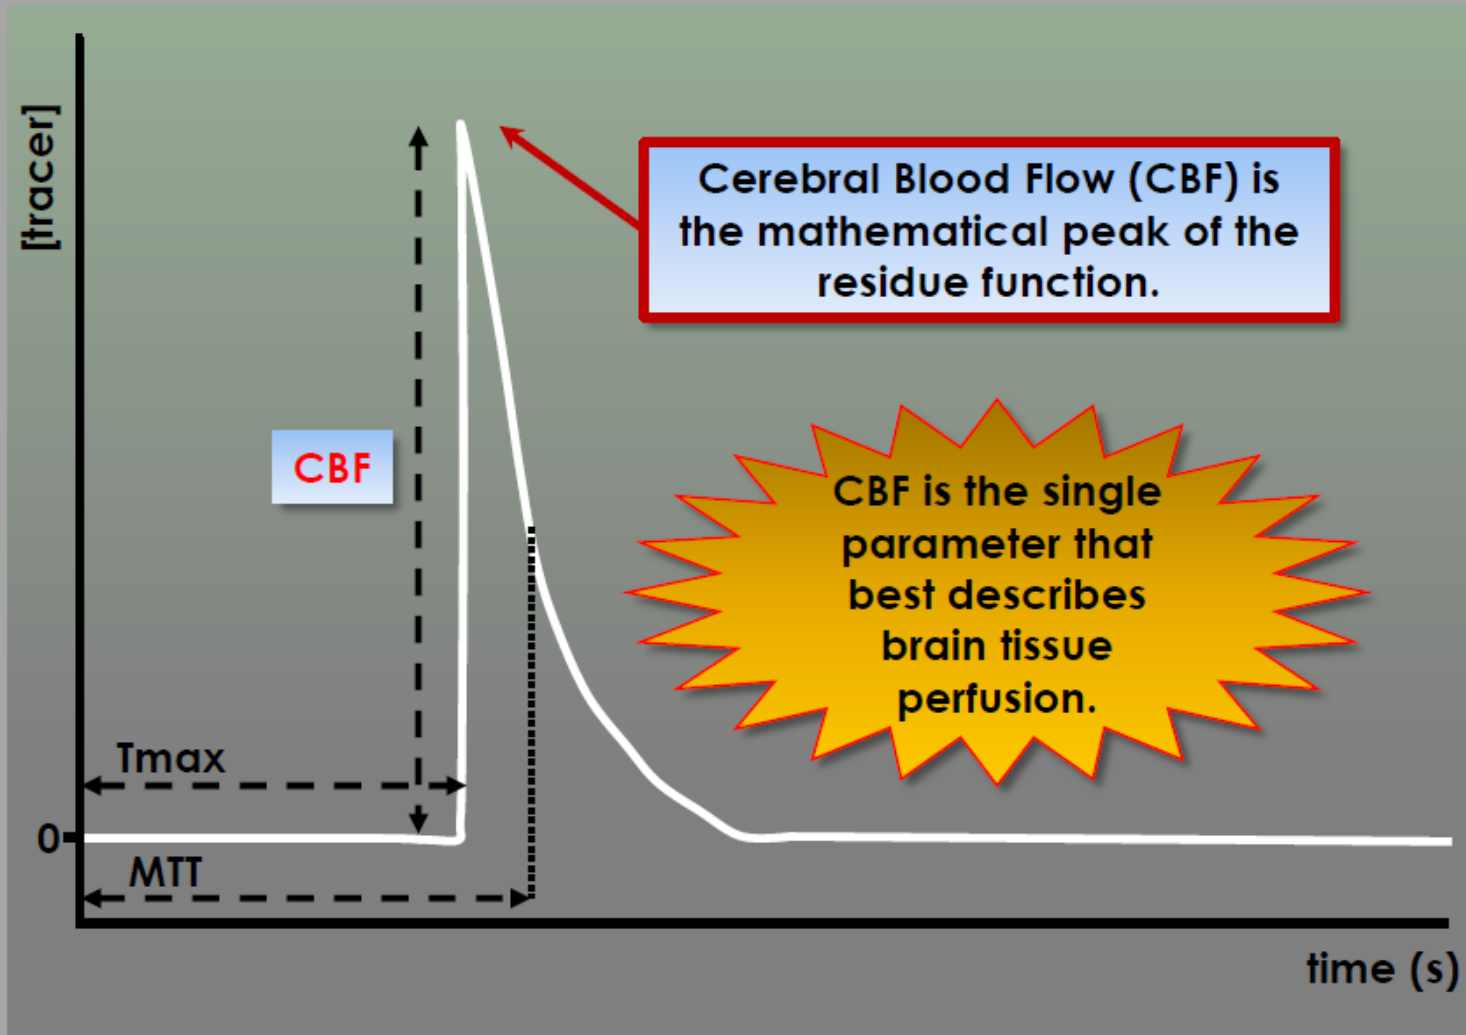 [tracer]
Cerebral Blood Flow (CBF) is
the mathematical peak of the
residue function.
CBF
CBF is the single
parameter that
best describes
brain tissue
perfusion.
Tmax
0
MTT
time (s)